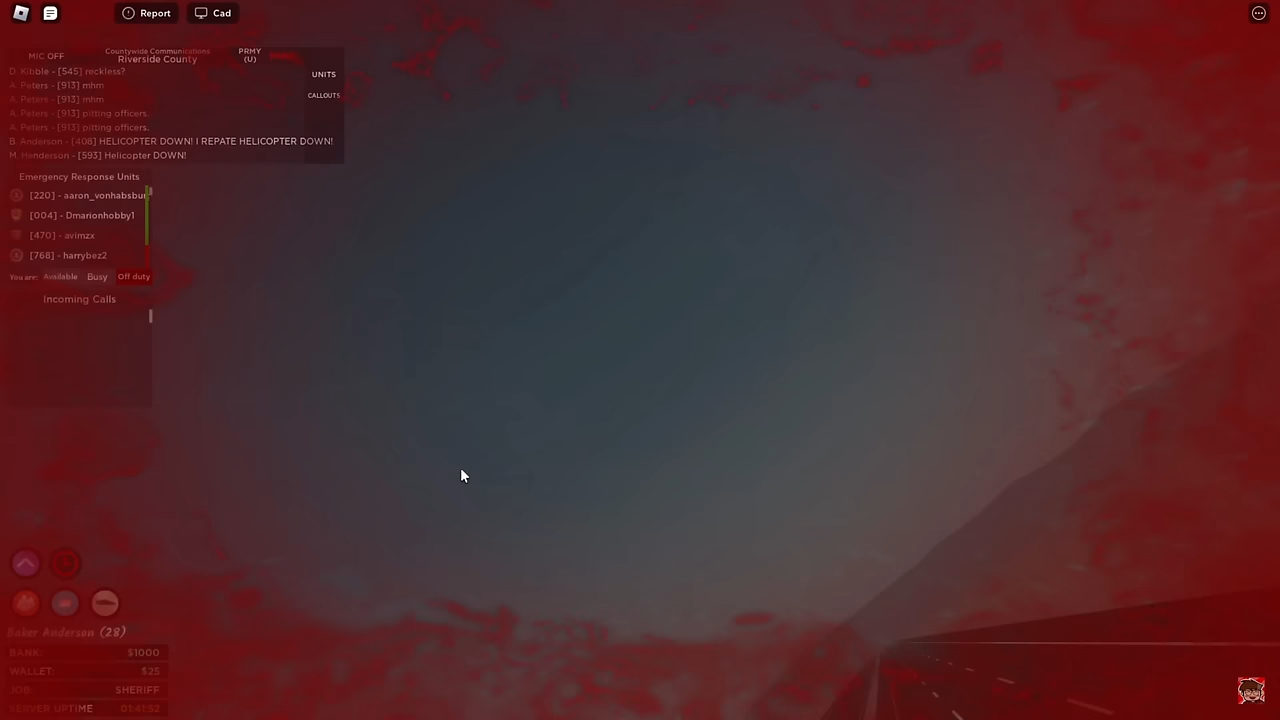 Report
Cad
MIC OFF
Countywide Communications
Riverside County
PRMY
(U)
UNITS
CALLOUTS
D. Kibble - [545] reckless?
A. Peters - [913] mhm
A. Peters - [913] mhm
A. Peters - [913] pitting officers.
A. Peters - [913] pitting officers.
B. Anderson - [408] HELICOPTER DOWN! I REPATE HELICOPTER DOWN!
M. Henderson - [593] Helicopter DOWN!
Emergency Response Units
[220] - aaron_vonhabsbur
[004] - Dmarionhobby1
[470] - avimzx
[768] - harrybez2
You are: Available Busy Off duty
Incoming Calls
Baker Anderson (28)
BANK: $1000
WALLET: $25
JOB: SHERIFF
SERVER UPTIME 01:41:52